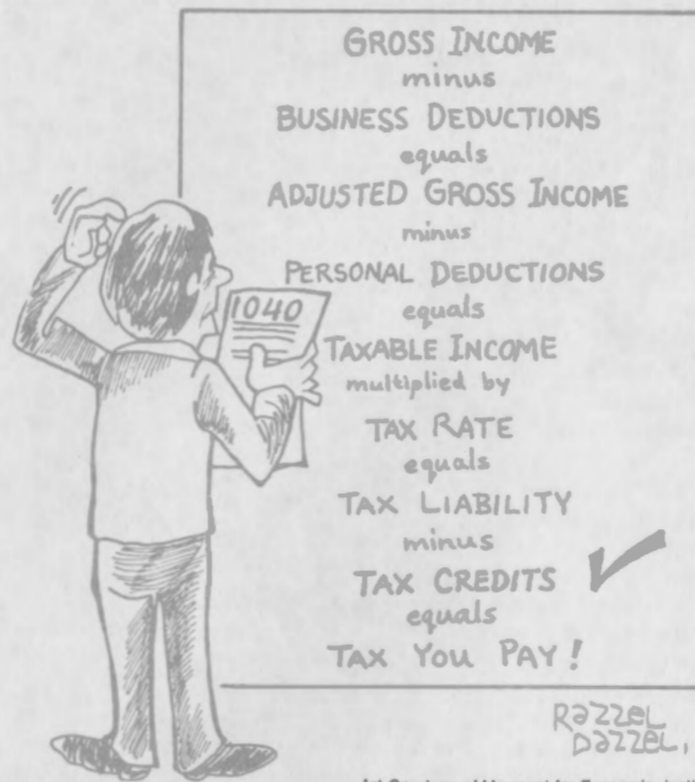 GROSS INCOME
minus
BUSINESS DEDUCTIONS
equals
ADJUSTED GROSS INCOME
minus
PERSONAL DEDUCTIONS
equals
1040
TAXABLE INCOME
multiplied by
TAX RATE
equals
TAX LIABILITY
minus
TAX CREDITS
equals
TAX YOU PAY!
RazzeL
DazzeL,